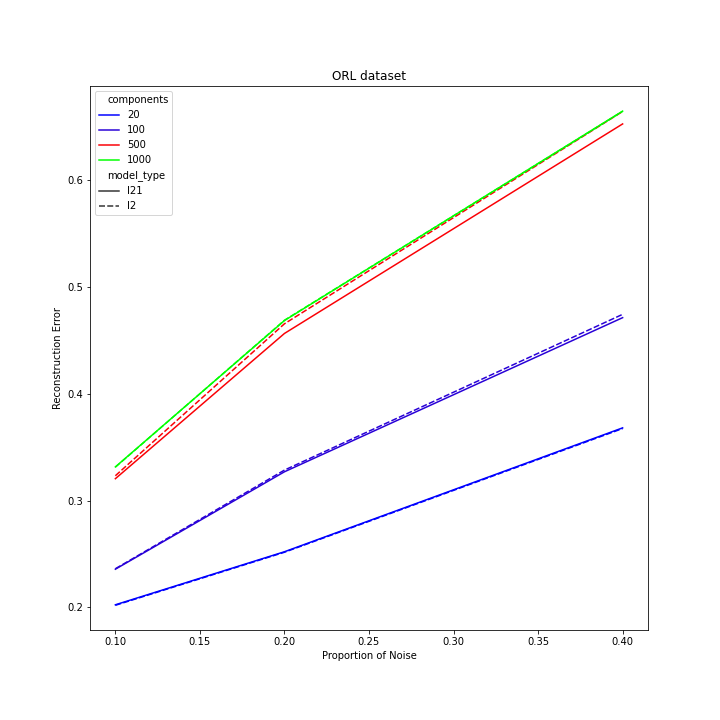 ORL dataset
components
20
100
500
1000
model_type
l21
l2
Reconstruction Error
0.6
0.5
0.4
0.3
0.2
0.10 0.15 0.20 0.25 0.30 0.35 0.40
Proportion of Noise